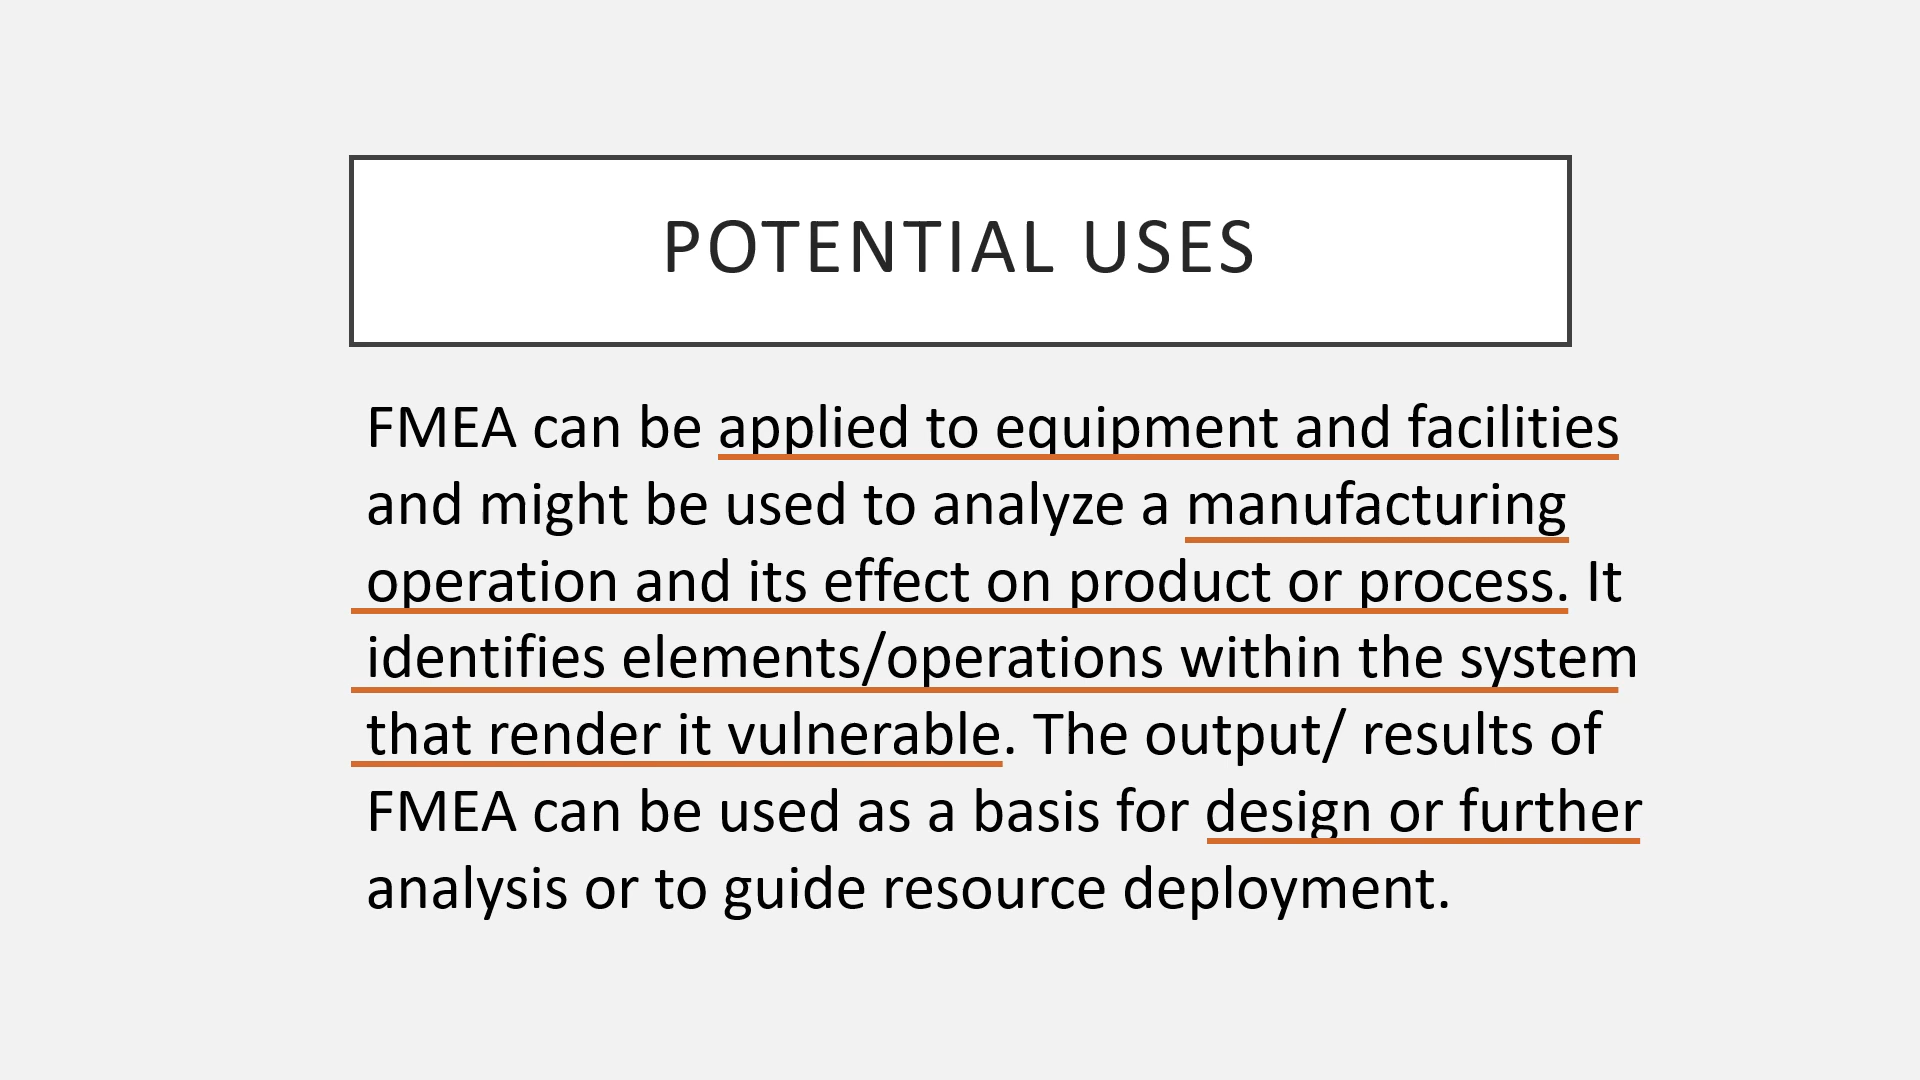 POTENTIAL USES
FMEA can be applied to equipment and facilities
and might be used to analyze a manufacturing
operation and its effect on product or process. It
identifies elements/operations within the system
that render it vulnerable. The output/ results of
FMEA can be used as a basis for design or further
analysis or to guide resource deployment.